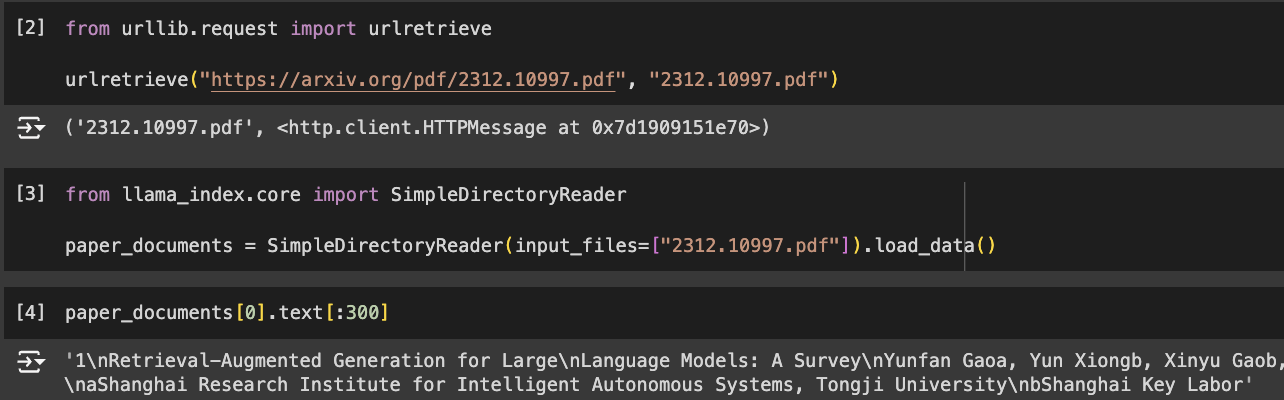 [2] from urllib.request import urlretrieve
urlretrieve("https://arxiv.org/pdf/2312.10997.pdf", "2312.10997.pdf")
('2312.10997.pdf', <http.client.HTTPMessage at 0x7d1909151e70>)
[3] from llama_index.core import SimpleDirectoryReader
paper_documents = SimpleDirectoryReader(input_files=["2312.10997.pdf"]).load_data()
[4] paper_documents[0].text[:300]
'1\nRetrieval-Augmented Generation for Large\nLanguage Models: A Survey\nYunfan Gaoa, Yun Xiongb, Xinyu Gaob,
\naShanghai Research Institute for Intelligent Autonomous Systems, Tongji University\nbShanghai Key Labor'